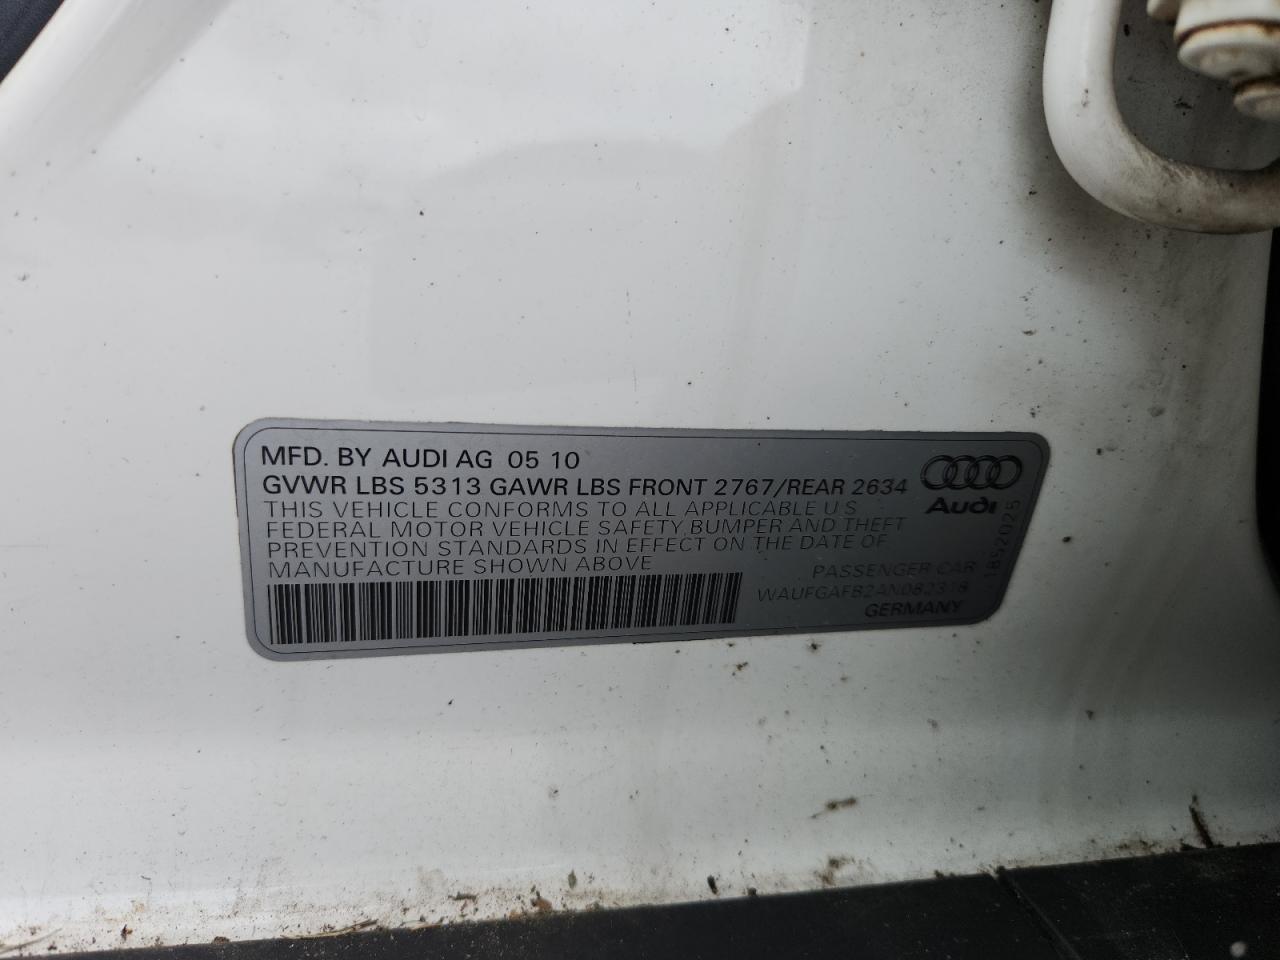 MFD. BY AUDI AG 05 10
GVWR LBS 5313 GAWR LBS FRONT 2767/REAR 2634
THIS VEHICLE CONFORMS TO ALL APPLICABLE U S
FEDERAL MOTOR VEHICLE SAFETY, BUMPER AND THEFT
PREVENTION STANDARDS IN EFFECT ON THE DATE OF
MANUFACTURE SHOWN ABOVE
PASSENGER CAR
WAUFGAFB2AN082318
GERMANY
Audi
1852025